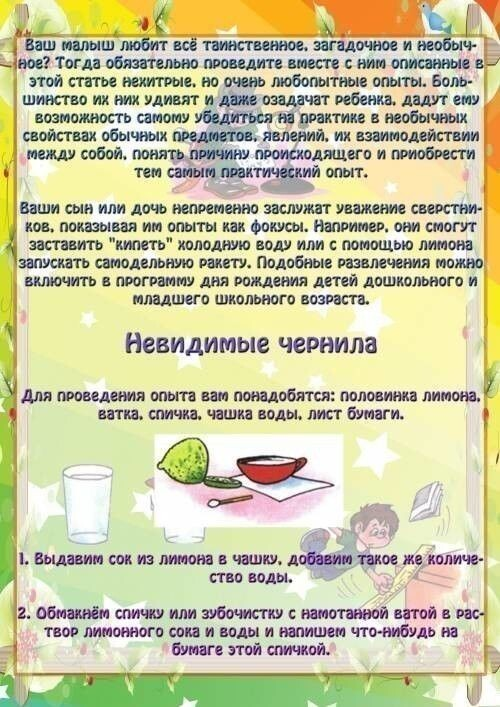 Ваш малыш любит всё таинственное, загадочное и необыч-
ное? Тогда обязательно проведите вместе с ним описанные в
этой статье нехитрые, но очень любопытные опыты. Боль-
шинство их них удивят и даже озадачат ребенка, дадут ему
возможность самому убедиться на практике в необычных
свойствах обычных предметов, явлений, их взаимодействии
между собой, понять причину происходящего и приобрести
тем самым практический опыт.
Ваши сын или дочь непременно заслужат уважение сверстни-
ков, показывая им опыты как фокусы. Например, они смогут
заставить "кипеть" холодную воду или с помощью лимона
запускать самодельную ракету. Подобные развлечения можно
включить в программу дня рождения детей дошкольного и
младшего школьного возраста.
Невидимые чернила
Для проведения опыта вам понадобятся: половинка лимона,
ватка, спичка, чашка воды, лист бумаги.
1. Выдавим сок из лимона в чашку, добавим такое же количе-
ство воды.
2. Обмакнём спичку или зубочистку с намотанной ватой в рас-
твор лимонного сока и воды и напишем что-нибудь на
бумаге этой спичкой.